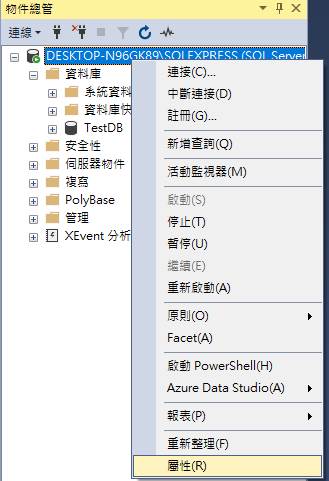 物件總管
連線
DESKTOP-N96GK89\SQLEXPRESS (SQL Server
資料庫
系統資料
資料庫快
TestDB
安全性
伺服器物件
複寫
PolyBase
管理
XEvent 分析
連接(C)...
中斷連接(D)
註冊(G)...
新增查詢(Q)
活動監視器(M)
啟動(S)
停止(T)
暫停(U)
繼續(E)
重新啟動(A)
原則(O)
Facet(A)
啟動 PowerShell(H)
Azure Data Studio(A)
報表(P)
重新整理(F)
屬性(R)